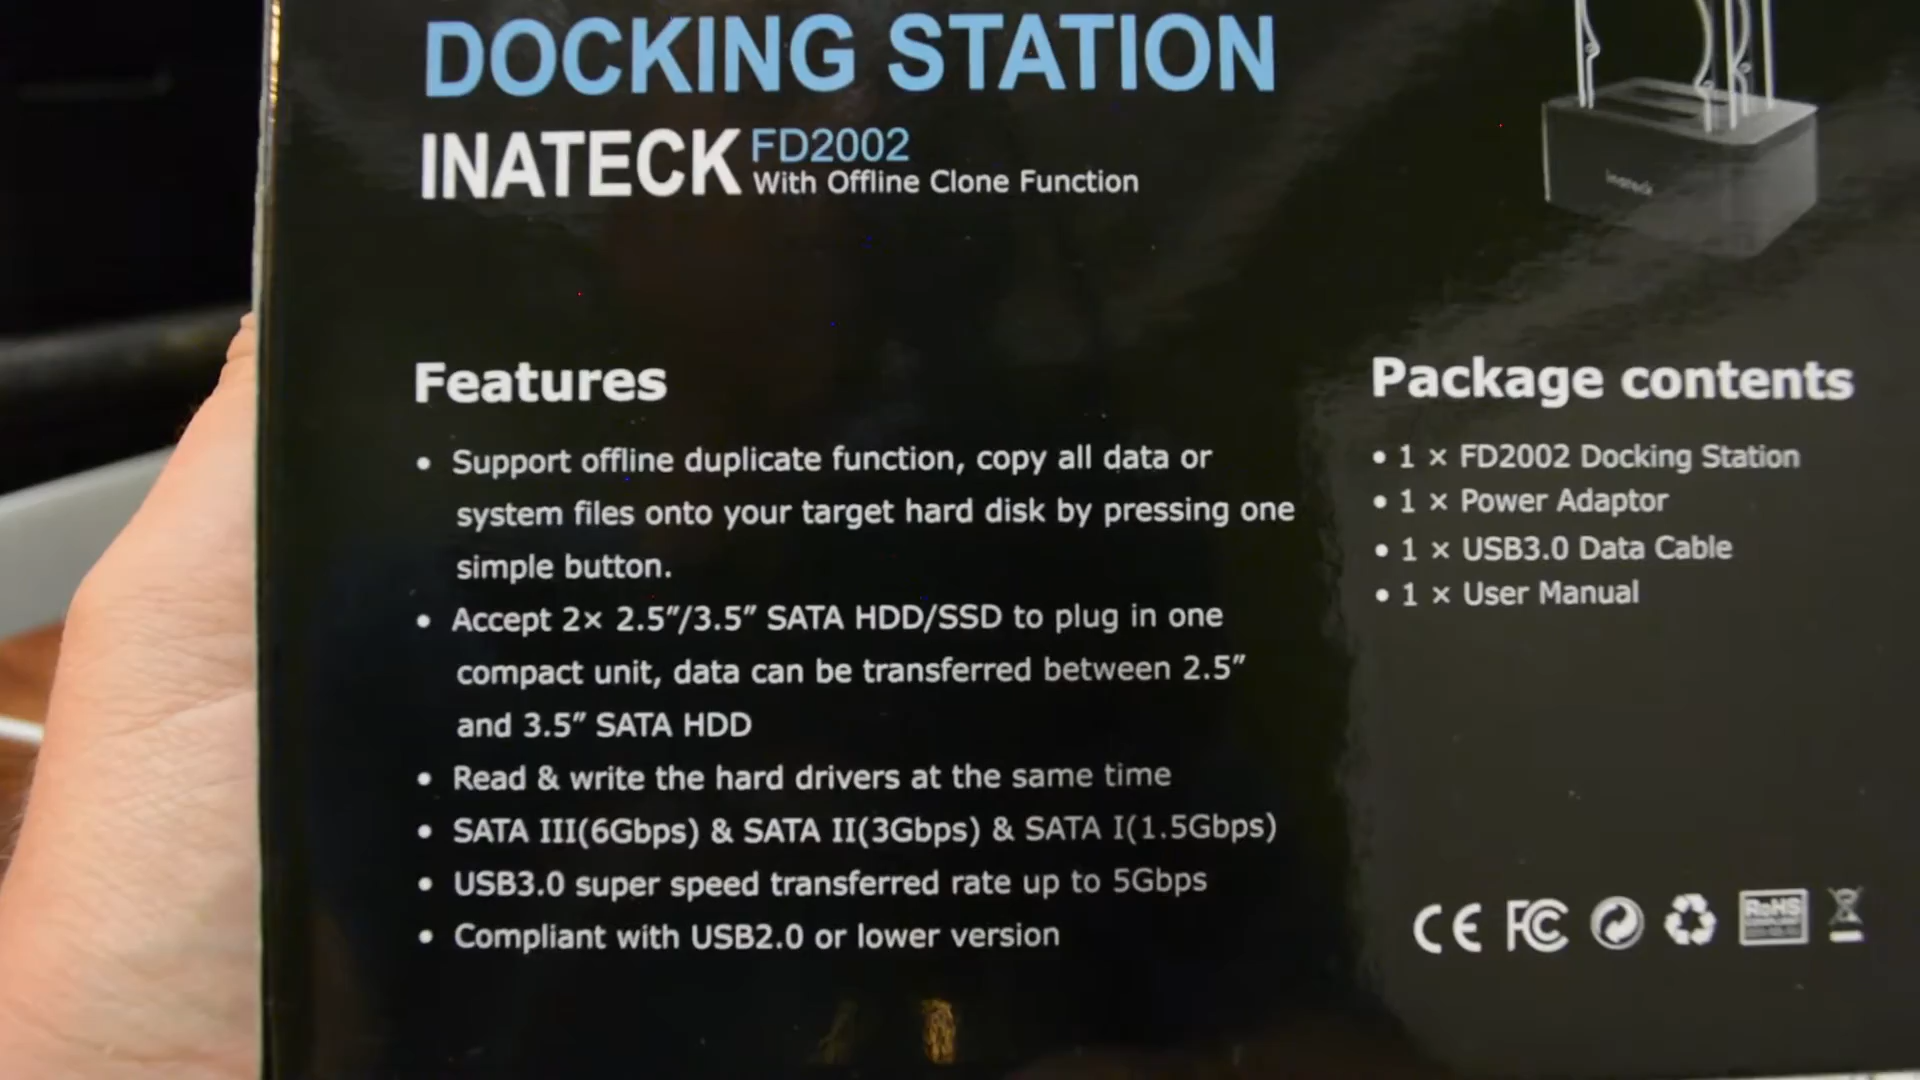 DOCKING STATION
INATECK FD2002
With Offline Clone Function
inateck
Features
• Support offline duplicate function, copy all data or
system files onto your target hard disk by pressing one
simple button.
• Accept 2× 2.5″/3.5″ SATA HDD/SSD to plug in one
compact unit, data can be transferred between 2.5″
and 3.5″ SATA HDD
• Read & write the hard drivers at the same time
• SATA III(6Gbps) & SATA II(3Gbps) & SATA I(1.5Gbps)
• USB3.0 super speed transferred rate up to 5Gbps
• Compliant with USB2.0 or lower version
Package contents
• 1 × FD2002 Docking Station
• 1 × Power Adaptor
• 1 × USB3.0 Data Cable
• 1 × User Manual
CE FC RoHS